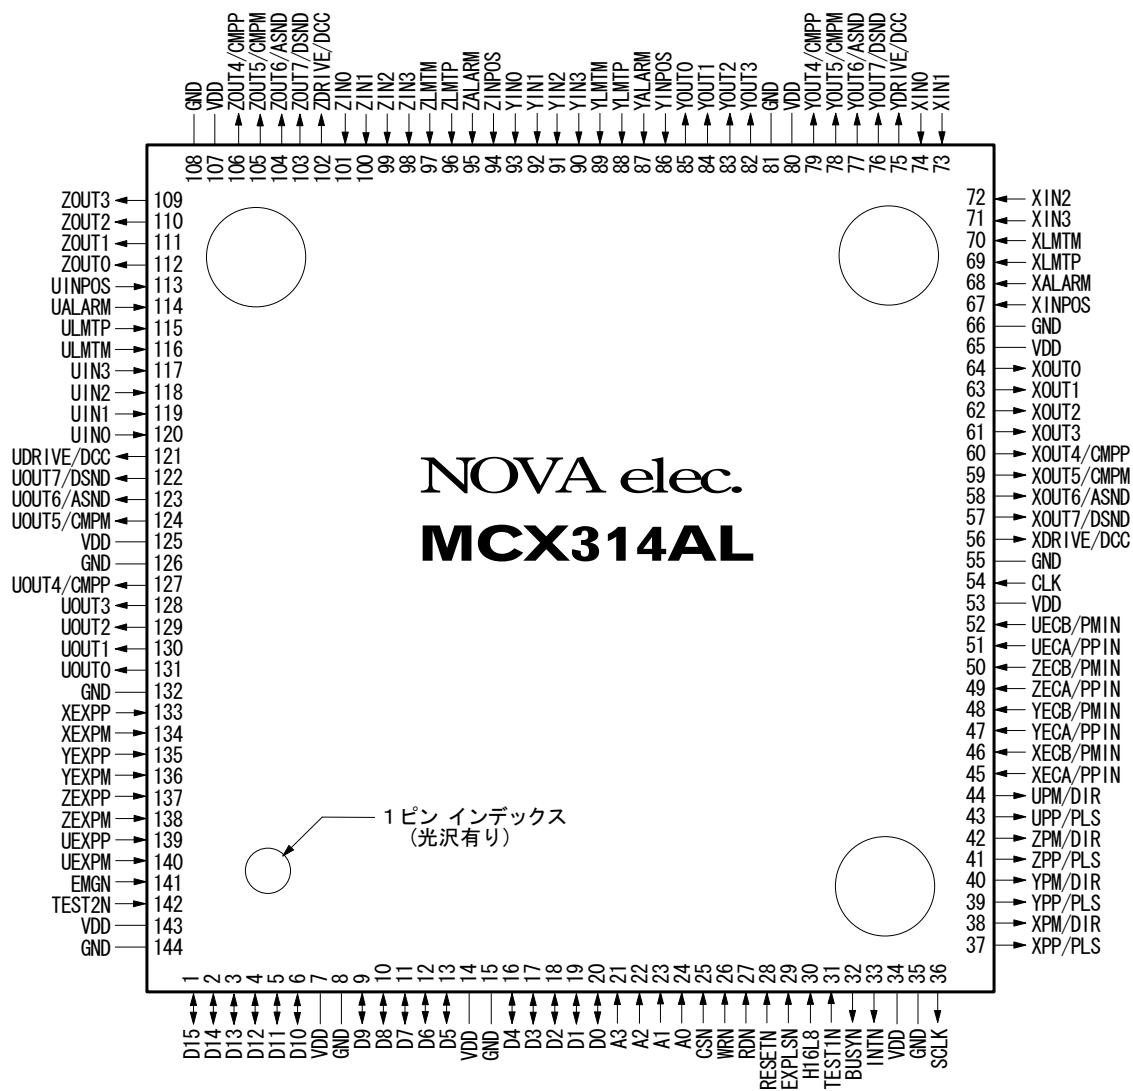 ZOUT4/CMPP
ZOUT5/CMPM
ZOUT6/ASND
ZOUT7/DSND
ZDRIVE/DCC
YOUT4/CMPP
YOUT5/CMPM
YOUT6/ASND
YOUT7/DSND
YDRIVE/DCC
GND VDD ZIN0 ZIN1 ZIN2 ZIN3 ZLMTM ZLMTP ZALARM ZINPOS YIN0 YIN1 YIN2 YIN3 YLMTM YLMTP YALARM YINPOS YOUT0 YOUT1 YOUT2 YOUT3 GND VDD XIN0 XIN1
108 107 106 105 104 103 102 101 100 99 98 97 96 95 94 93 92 91 90 89 88 87 86 85 84 83 82 81 80 79 78 77 76 75 74 73
ZOUT3 109
ZOUT2 110
ZOUT1 111
ZOUT0 112
UINPOS 113
UALARM 114
ULMTP 115
ULMTM 116
UIN3 117
UIN2 118
UIN1 119
UIN0 120
UDRIVE/DCC 121
UOUT7/DSND 122
UOUT6/ASND 123
UOUT5/CMPM 124
VDD 125
GND 126
UOUT4/CMPP 127
UOUT3 128
UOUT2 129
UOUT1 130
UOUT0 131
GND 132
XEXPP 133
XEXPM 134
YEXPP 135
YEXPM 136
ZEXPP 137
ZEXPM 138
UEXPP 139
UEXPM 140
EMGN 141
TEST2N 142
VDD 143
GND 144
NOVA elec.
MCX314AL
1ピン インデックス
(光沢有り)
72 XIN2
71 XIN3
70 XLMTM
69 XLMTP
68 XALARM
67 XINPOS
66 GND
65 VDD
64 XOUT0
63 XOUT1
62 XOUT2
61 XOUT3
60 XOUT4/CMPP
59 XOUT5/CMPM
58 XOUT6/ASND
57 XOUT7/DSND
56 XDRIVE/DCC
55 GND
54 CLK
53 VDD
52 UECB/PMIN
51 UECA/PPIN
50 ZECB/PMIN
49 ZECA/PPIN
48 YECB/PMIN
47 YECA/PPIN
46 XECB/PMIN
45 XECA/PPIN
44 UPM/DIR
43 UPP/PLS
42 ZPM/DIR
41 ZPP/PLS
40 YPM/DIR
39 YPP/PLS
38 XPM/DIR
37 XPP/PLS
1 2 3 4 5 6 7 8 9 10 11 12 13 14 15 16 17 18 19 20 21 22 23 24 25 26 27 28 29 30 31 32 33 34 35 36
D15 D14 D13 D12 D11 D10 VDD GND D9 D8 D7 D6 D5 VDD GND D4 D3 D2 D1 D0 A3 A2 A1 A0 CSN WRN RDN RESETN EXPLSN H16L8 TEST1N BUSYN INTN VDD GND SCLK